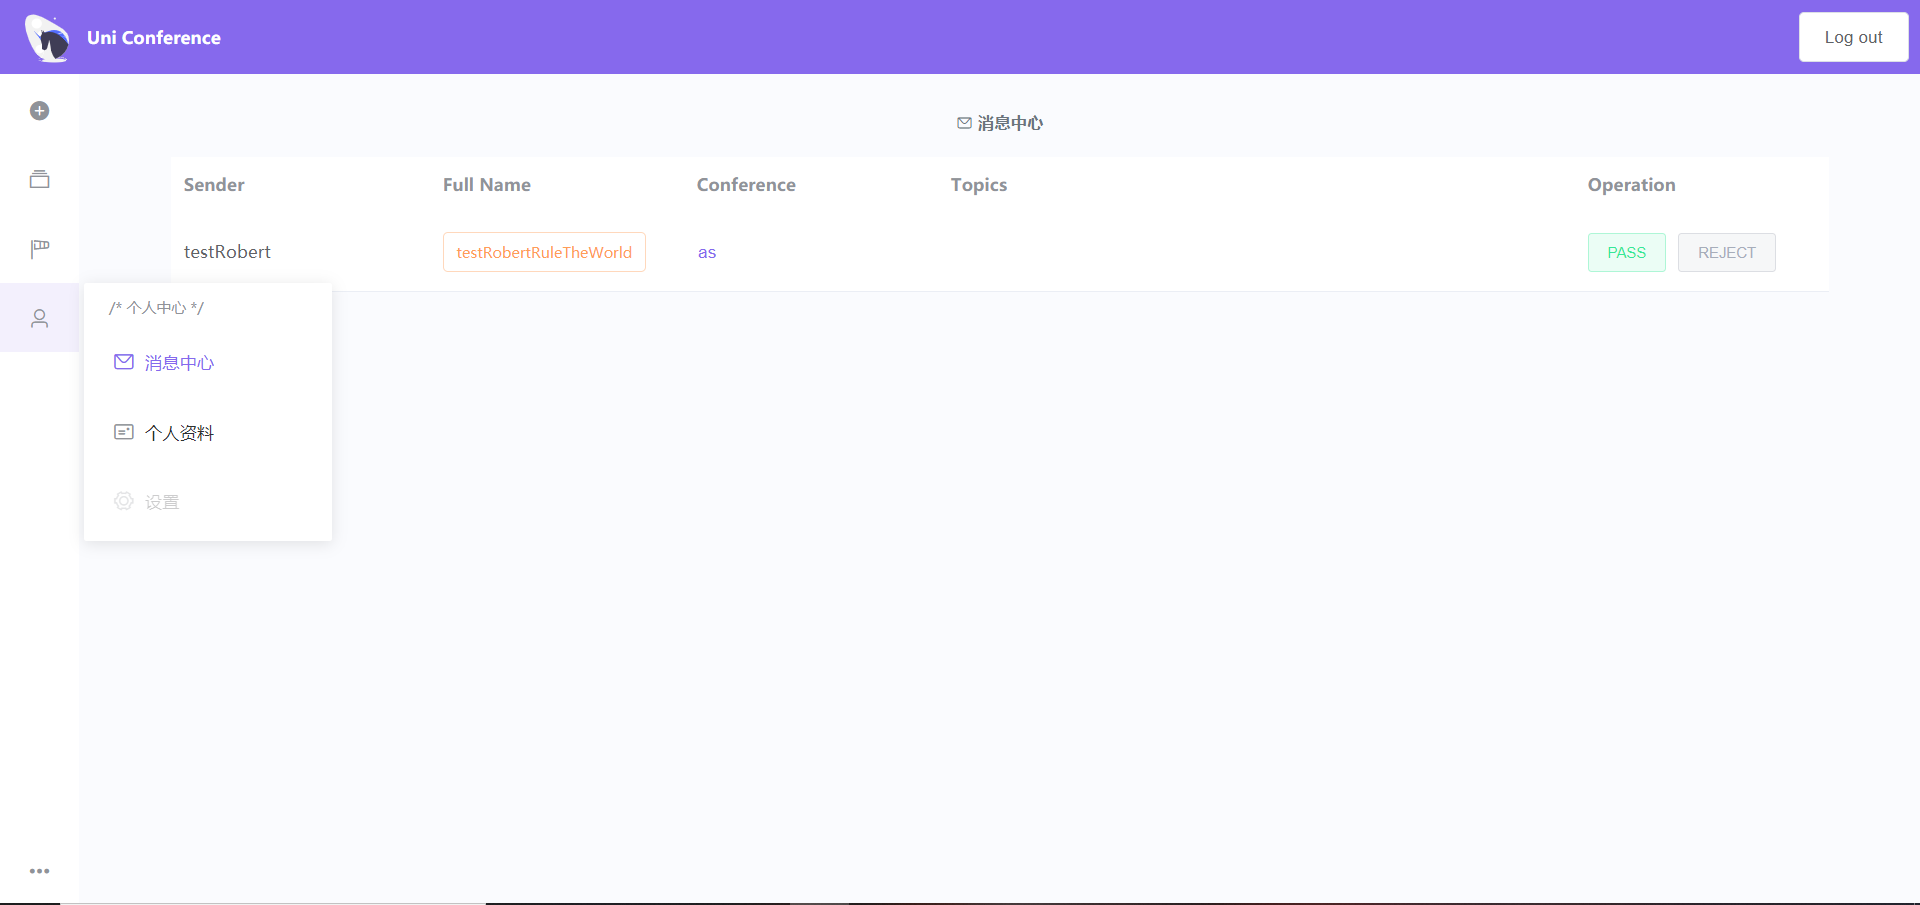 Uni Conference
Log out
消息中心
Sender Full Name Conference Topics Operation
testRobert testRobertRuleTheWorld as PASS REJECT
/* 个人中心 */
消息中心
个人资料
设置